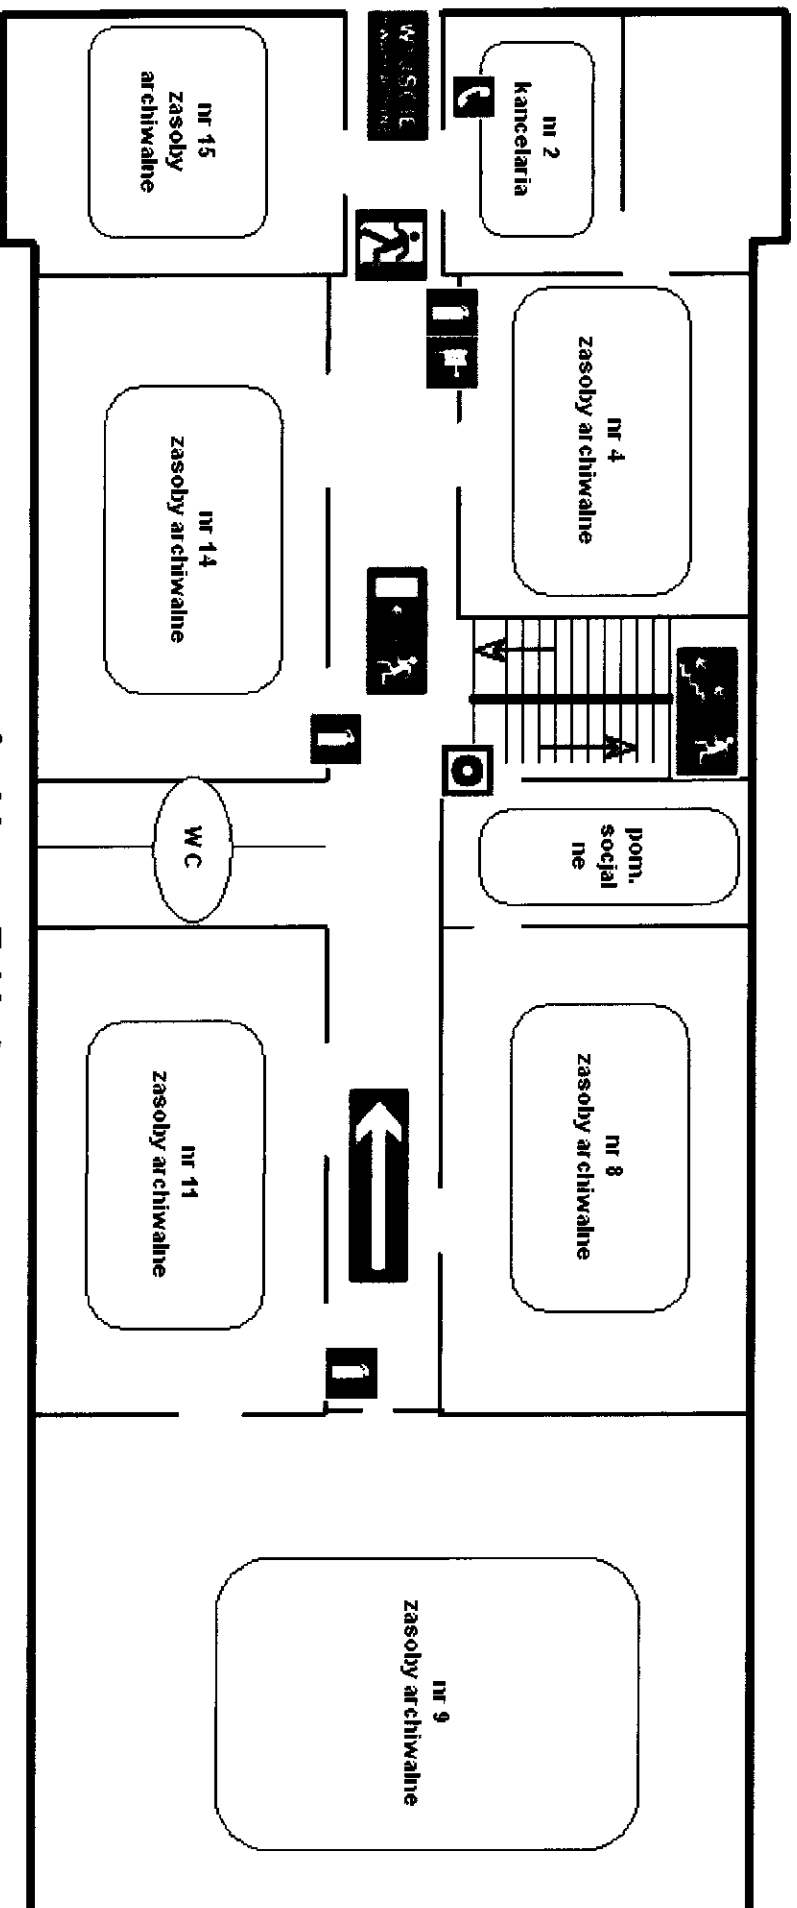 nr 15
zasoby
archiwalne
WEJSCIE
nr 2
kancelaria
nr 4
zasoby archiwalne
nr 14
zasoby archiwalne
W C
pom.
socjal
ne
nr 11
zasoby archiwalne
nr 8
zasoby archiwalne
nr 9
zasoby archiwalne